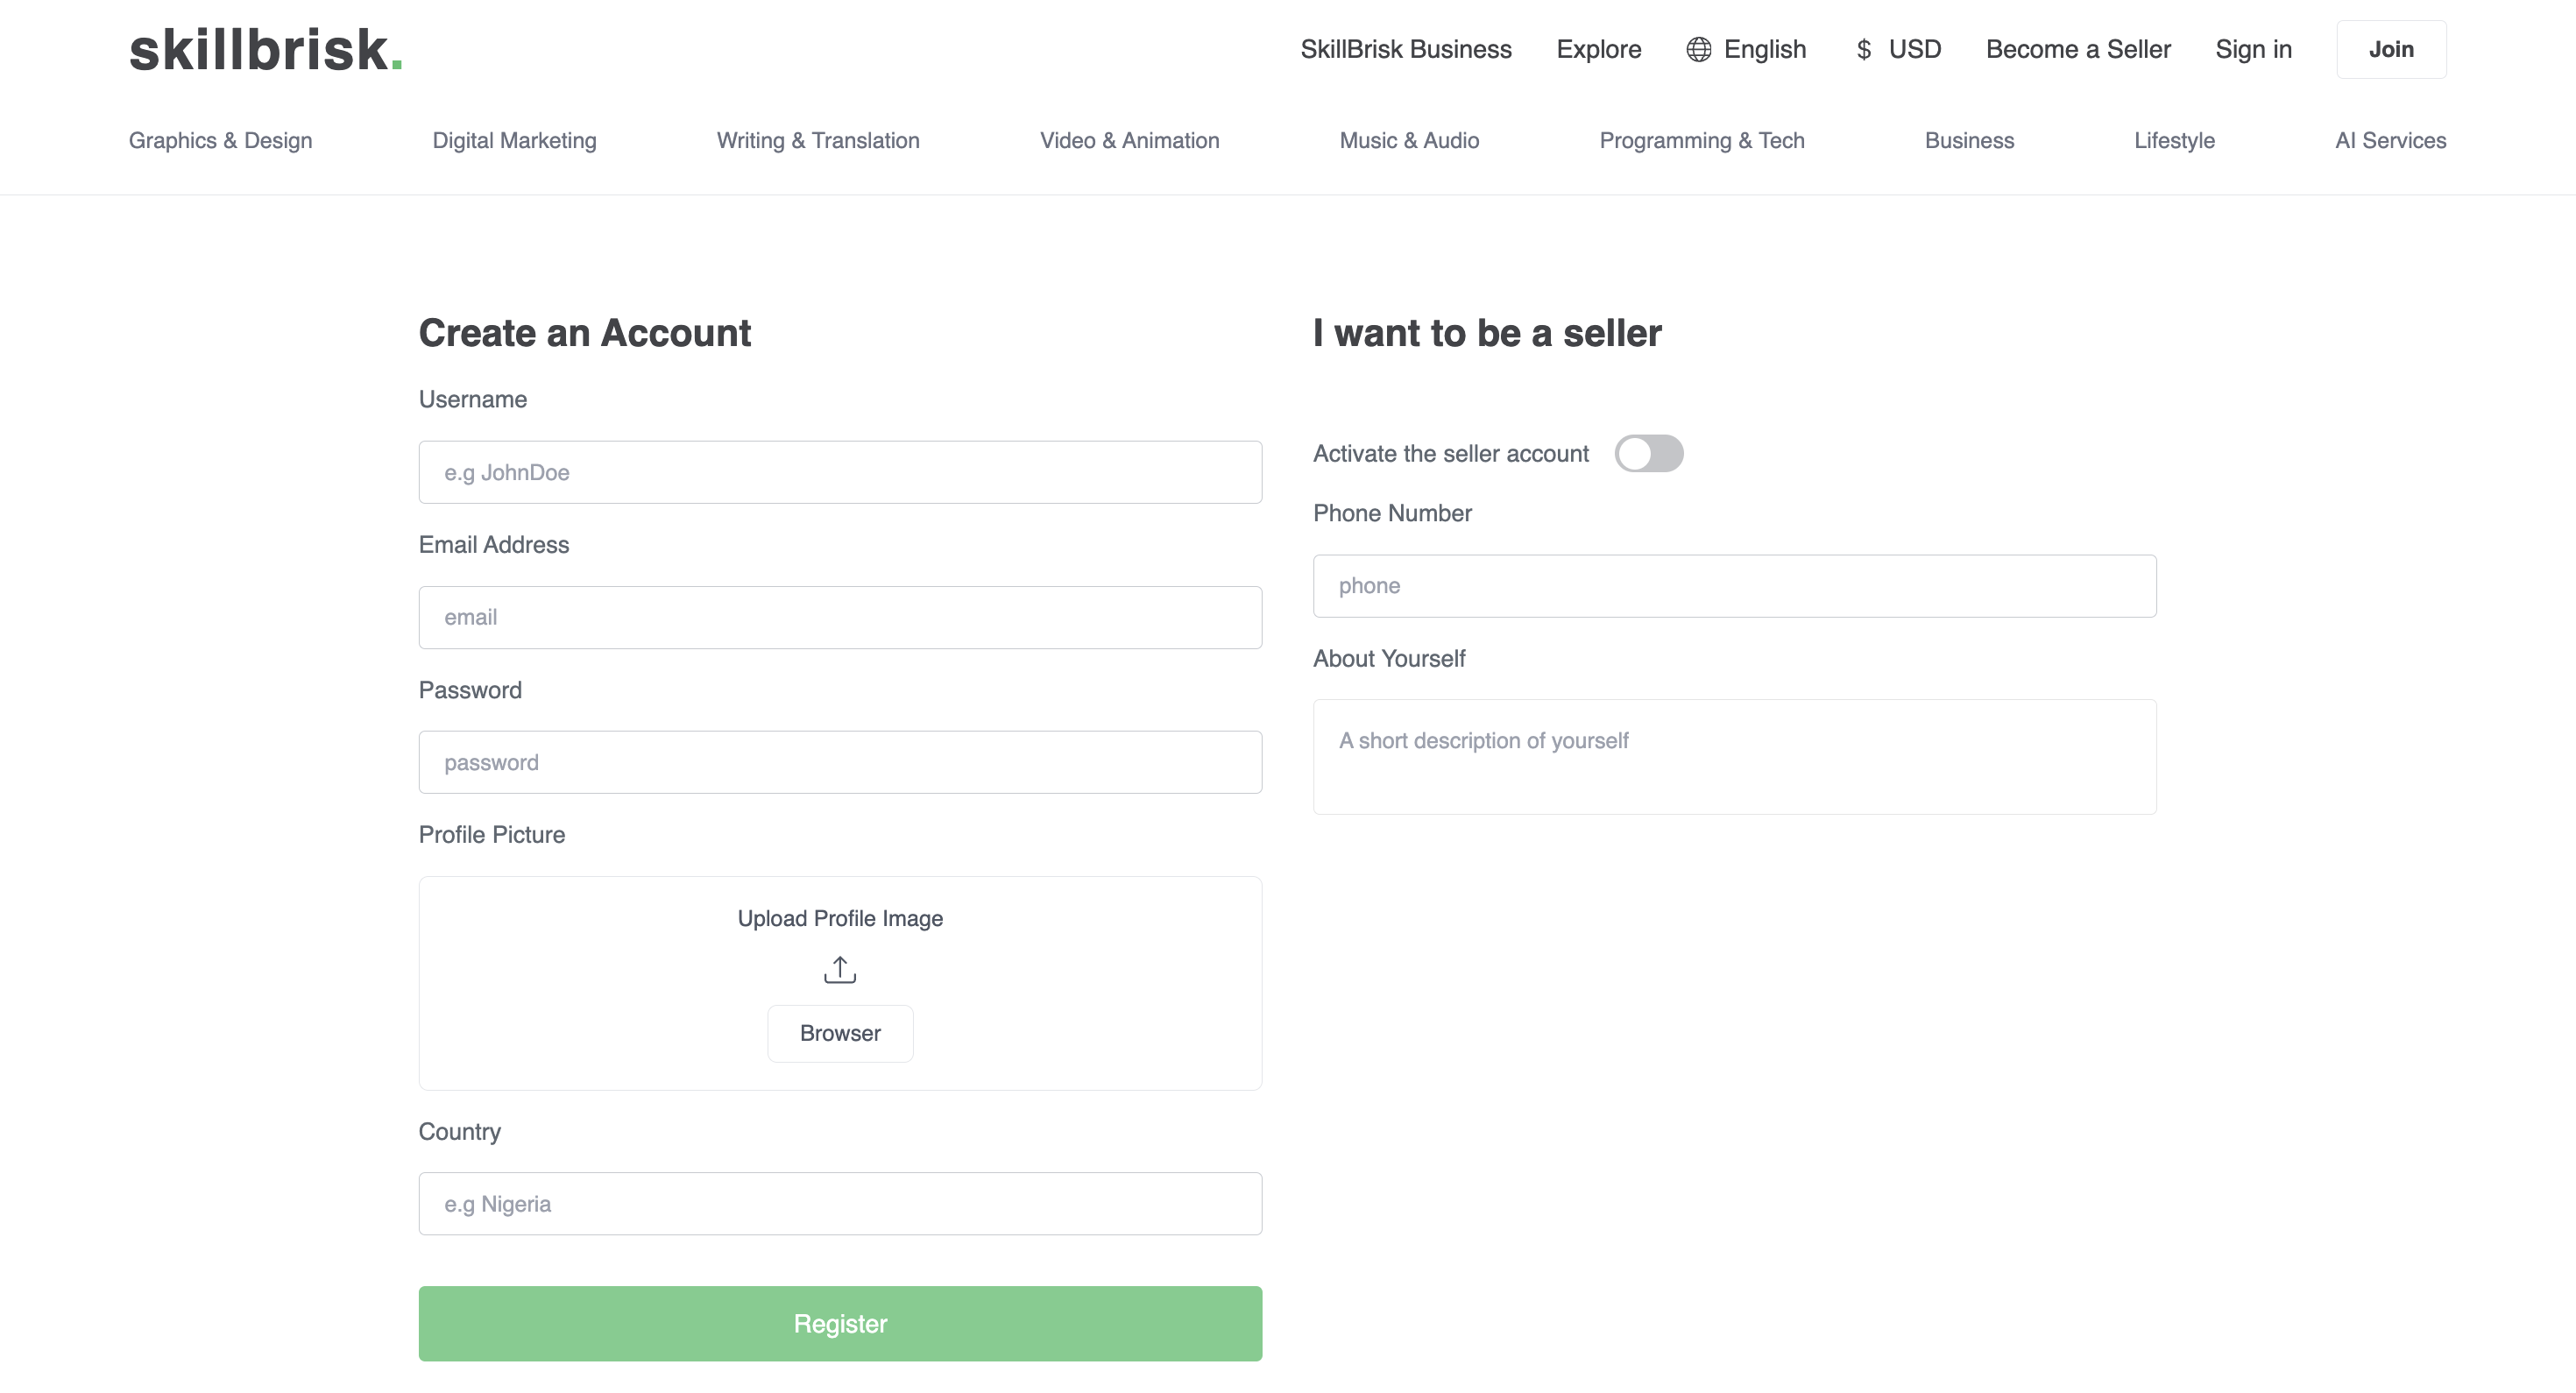 skillbrisk.
SkillBrisk Business Explore English $ USD Become a Seller Sign in Join
Graphics & Design Digital Marketing Writing & Translation Video & Animation Music & Audio Programming & Tech Business Lifestyle AI Services
Create an Account
Username
e.g JohnDoe
Email Address
email
Password
password
Profile Picture
Upload Profile Image
Browser
Country
e.g Nigeria
Register
I want to be a seller
Activate the seller account
Phone Number
phone
About Yourself
A short description of yourself